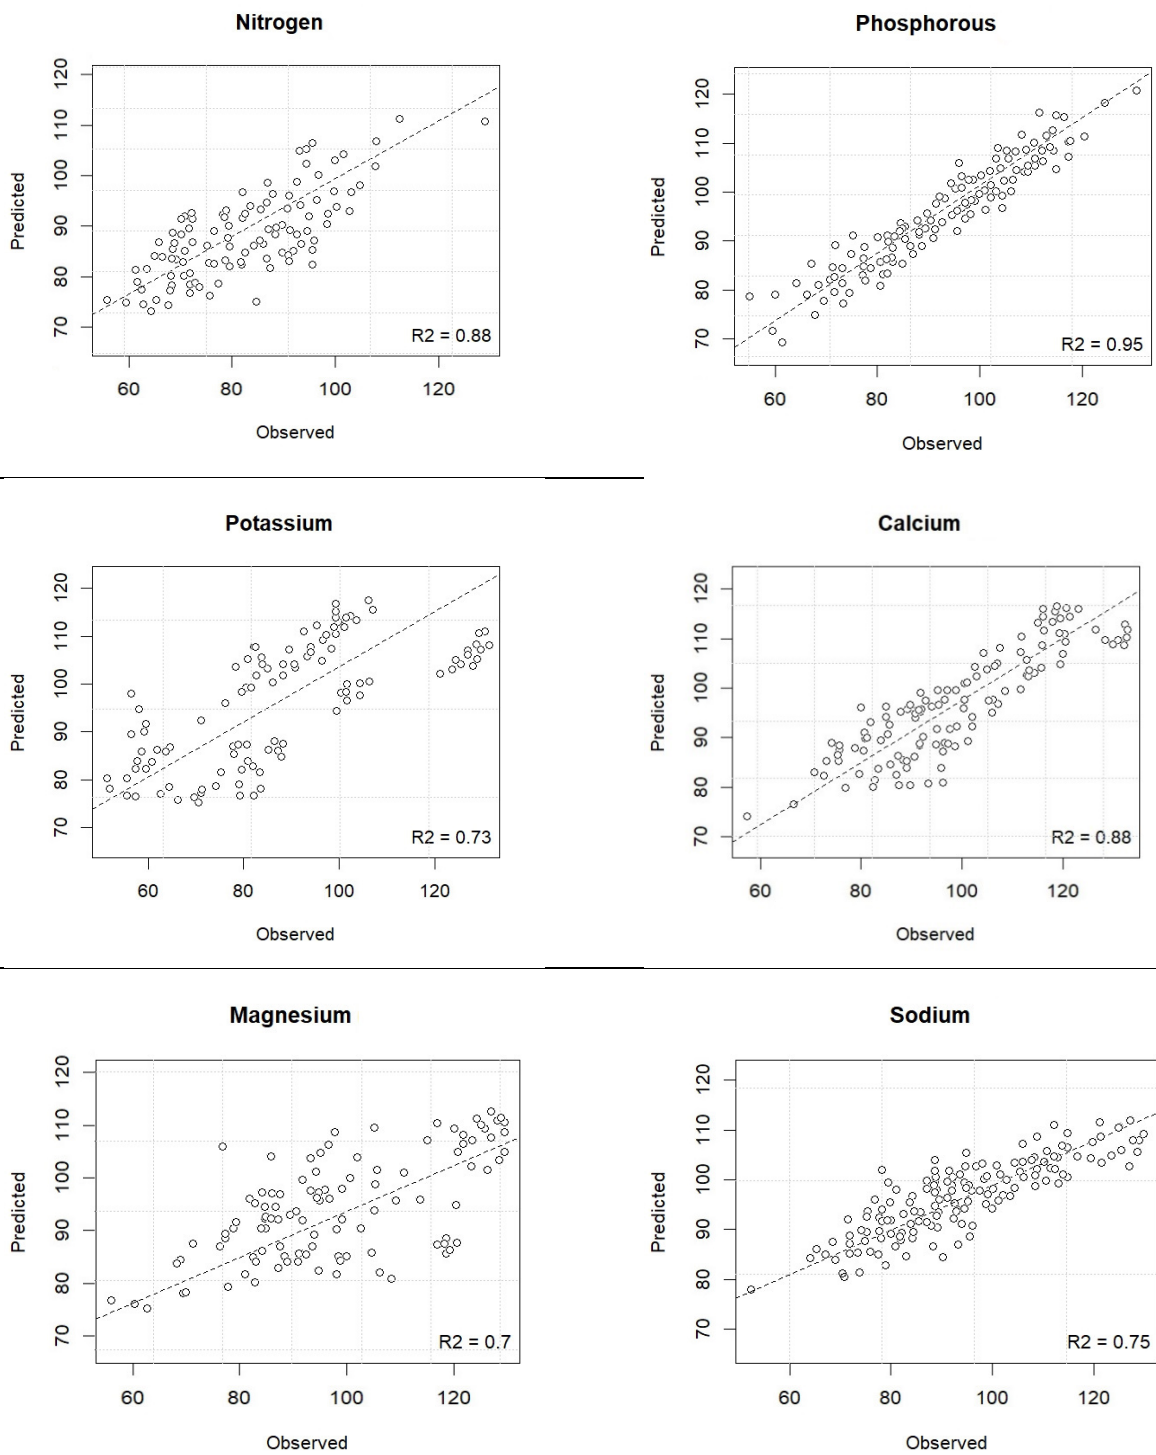 Nitrogen
Predicted
70 80 90 100 110 120
60 80 100 120
Observed
R2 = 0.88
Phosphorous
Predicted
70 80 90 100 110 120
60 80 100 120
Observed
R2 = 0.95
Potassium
Predicted
70 80 90 100 110 120
60 80 100 120
Observed
R2 = 0.73
Calcium
Predicted
70 80 90 100 110 120
60 80 100 120
Observed
R2 = 0.88
Magnesium
Predicted
70 80 90 100 110 120
60 80 100 120
Observed
R2 = 0.7
Sodium
Predicted
70 80 90 100 110 120
60 80 100 120
Observed
R2 = 0.75